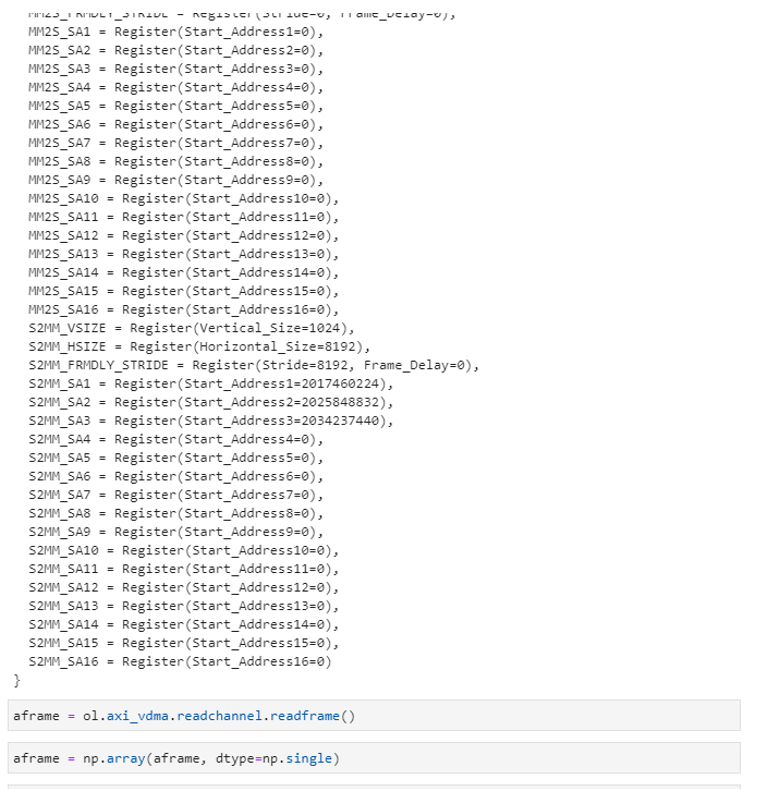 MM2S_FRMDLY_STRIDE = Register(Stride=0, Frame_Delay=0),
MM2S_SA1 = Register(Start_Address1=0),
MM2S_SA2 = Register(Start_Address2=0),
MM2S_SA3 = Register(Start_Address3=0),
MM2S_SA4 = Register(Start_Address4=0),
MM2S_SA5 = Register(Start_Address5=0),
MM2S_SA6 = Register(Start_Address6=0),
MM2S_SA7 = Register(Start_Address7=0),
MM2S_SA8 = Register(Start_Address8=0),
MM2S_SA9 = Register(Start_Address9=0),
MM2S_SA10 = Register(Start_Address10=0),
MM2S_SA11 = Register(Start_Address11=0),
MM2S_SA12 = Register(Start_Address12=0),
MM2S_SA13 = Register(Start_Address13=0),
MM2S_SA14 = Register(Start_Address14=0),
MM2S_SA15 = Register(Start_Address15=0),
MM2S_SA16 = Register(Start_Address16=0),
S2MM_VSIZE = Register(Vertical_Size=1024),
S2MM_HSIZE = Register(Horizontal_Size=8192),
S2MM_FRMDLY_STRIDE = Register(Stride=8192, Frame_Delay=0),
S2MM_SA1 = Register(Start_Address1=2017460224),
S2MM_SA2 = Register(Start_Address2=2025848832),
S2MM_SA3 = Register(Start_Address3=2034237440),
S2MM_SA4 = Register(Start_Address4=0),
S2MM_SA5 = Register(Start_Address5=0),
S2MM_SA6 = Register(Start_Address6=0),
S2MM_SA7 = Register(Start_Address7=0),
S2MM_SA8 = Register(Start_Address8=0),
S2MM_SA9 = Register(Start_Address9=0),
S2MM_SA10 = Register(Start_Address10=0),
S2MM_SA11 = Register(Start_Address11=0),
S2MM_SA12 = Register(Start_Address12=0),
S2MM_SA13 = Register(Start_Address13=0),
S2MM_SA14 = Register(Start_Address14=0),
S2MM_SA15 = Register(Start_Address15=0),
S2MM_SA16 = Register(Start_Address16=0)
}
aframe = ol.axi_vdma.readchannel.readframe()
aframe = np.array(aframe, dtype=np.single)